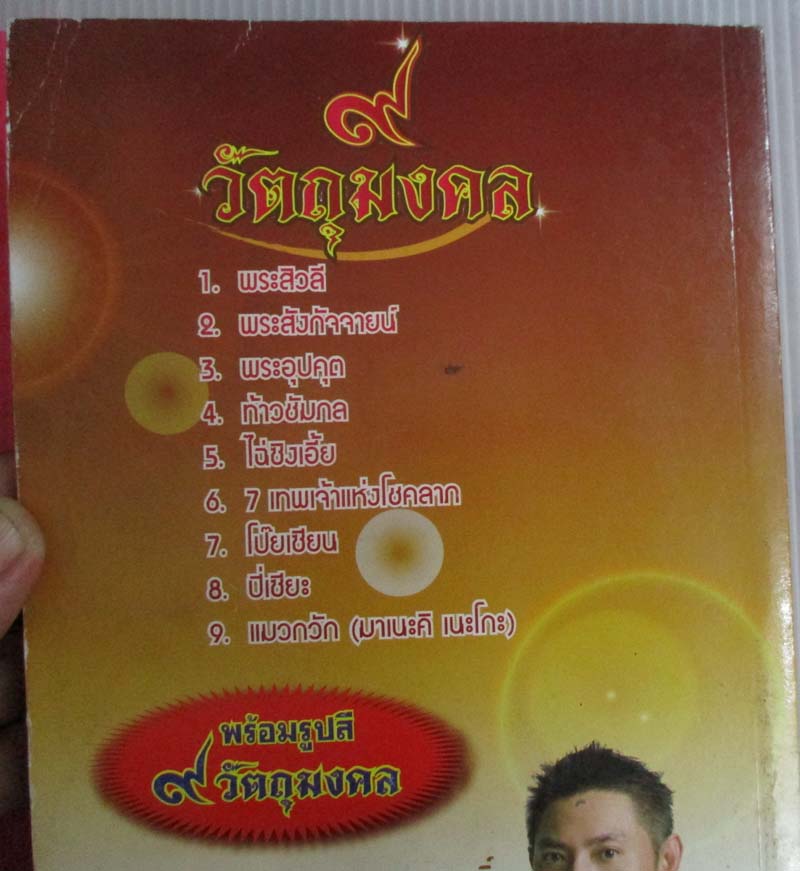 ๙
วัตถุมงคล
1. พระสิวลี
2. พระสังกัจจายน์
3. พระอุปคุต
4. ท้าวชัมภล
5. ไฉ่ชิงเอี้ย
6. 7 เทพเจ้าแห่งโชคลาภ
7. โป๊ยเซียน
8. ปี่เซียะ
9. แมวกวัก (มาเนะคิ เนะโกะ)
พร้อมรูปสี
๙ วัตถุมงคล